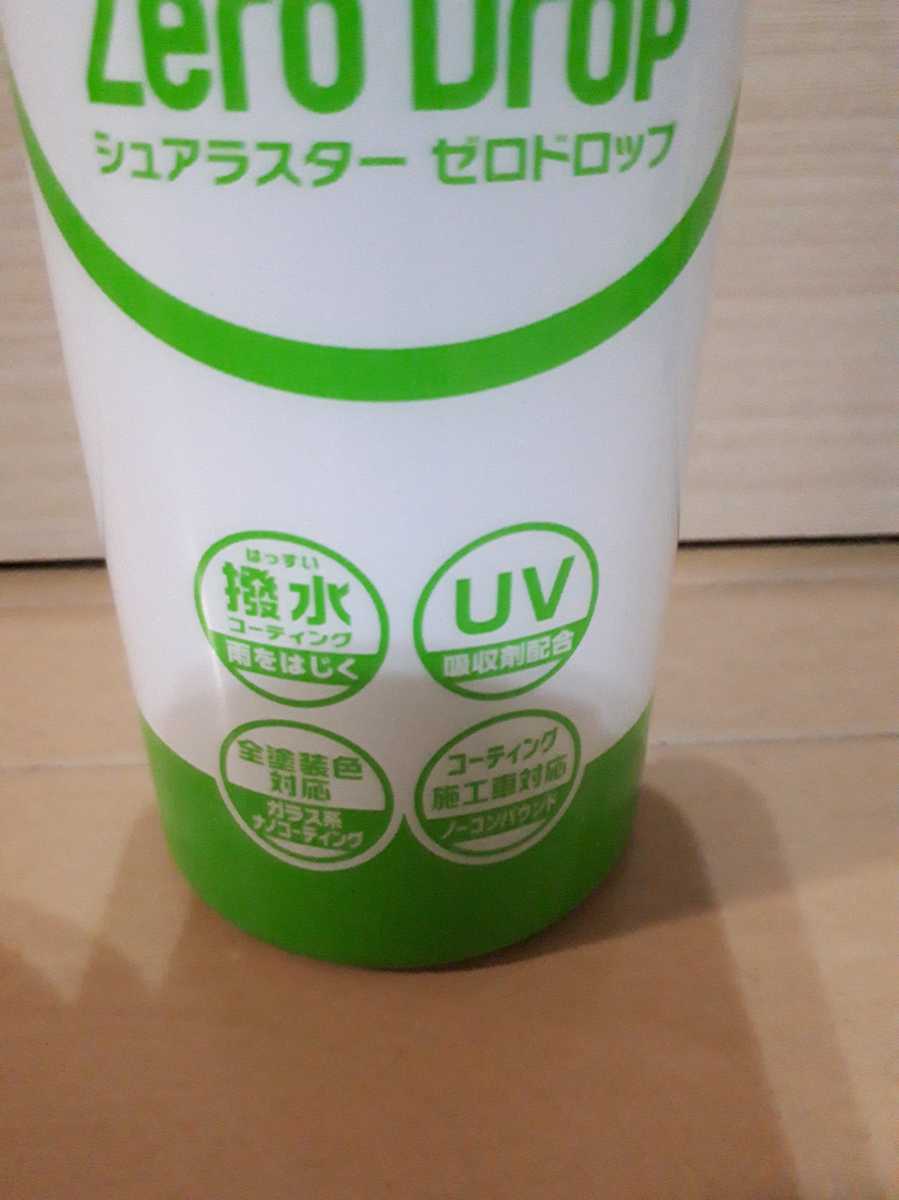 Zero Drop
シュアラスター ゼロドロップ
はっすい
撥水
コーティング
雨をはじく
UV
吸収剤配合
全塗装色
対応
ガラス系
ナノコーティング
コーティング
施工車対応
ノーコンパウンド